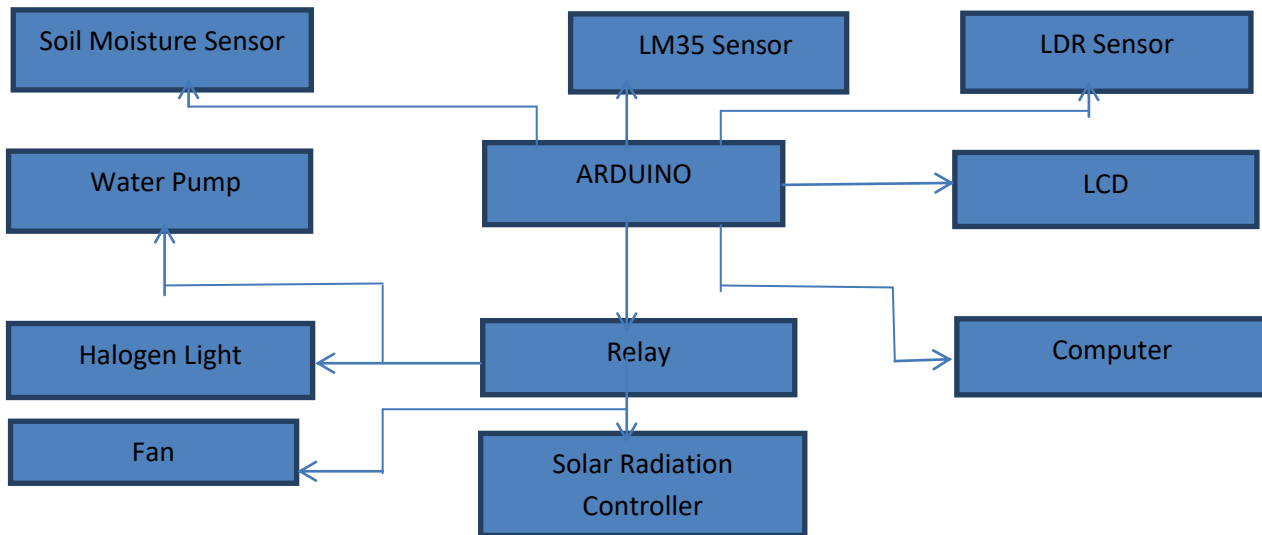 Soil Moisture Sensor
LM35 Sensor
LDR Sensor
Water Pump
ARDUINO
LCD
Halogen Light
Relay
Computer
Fan
Solar Radiation
Controller